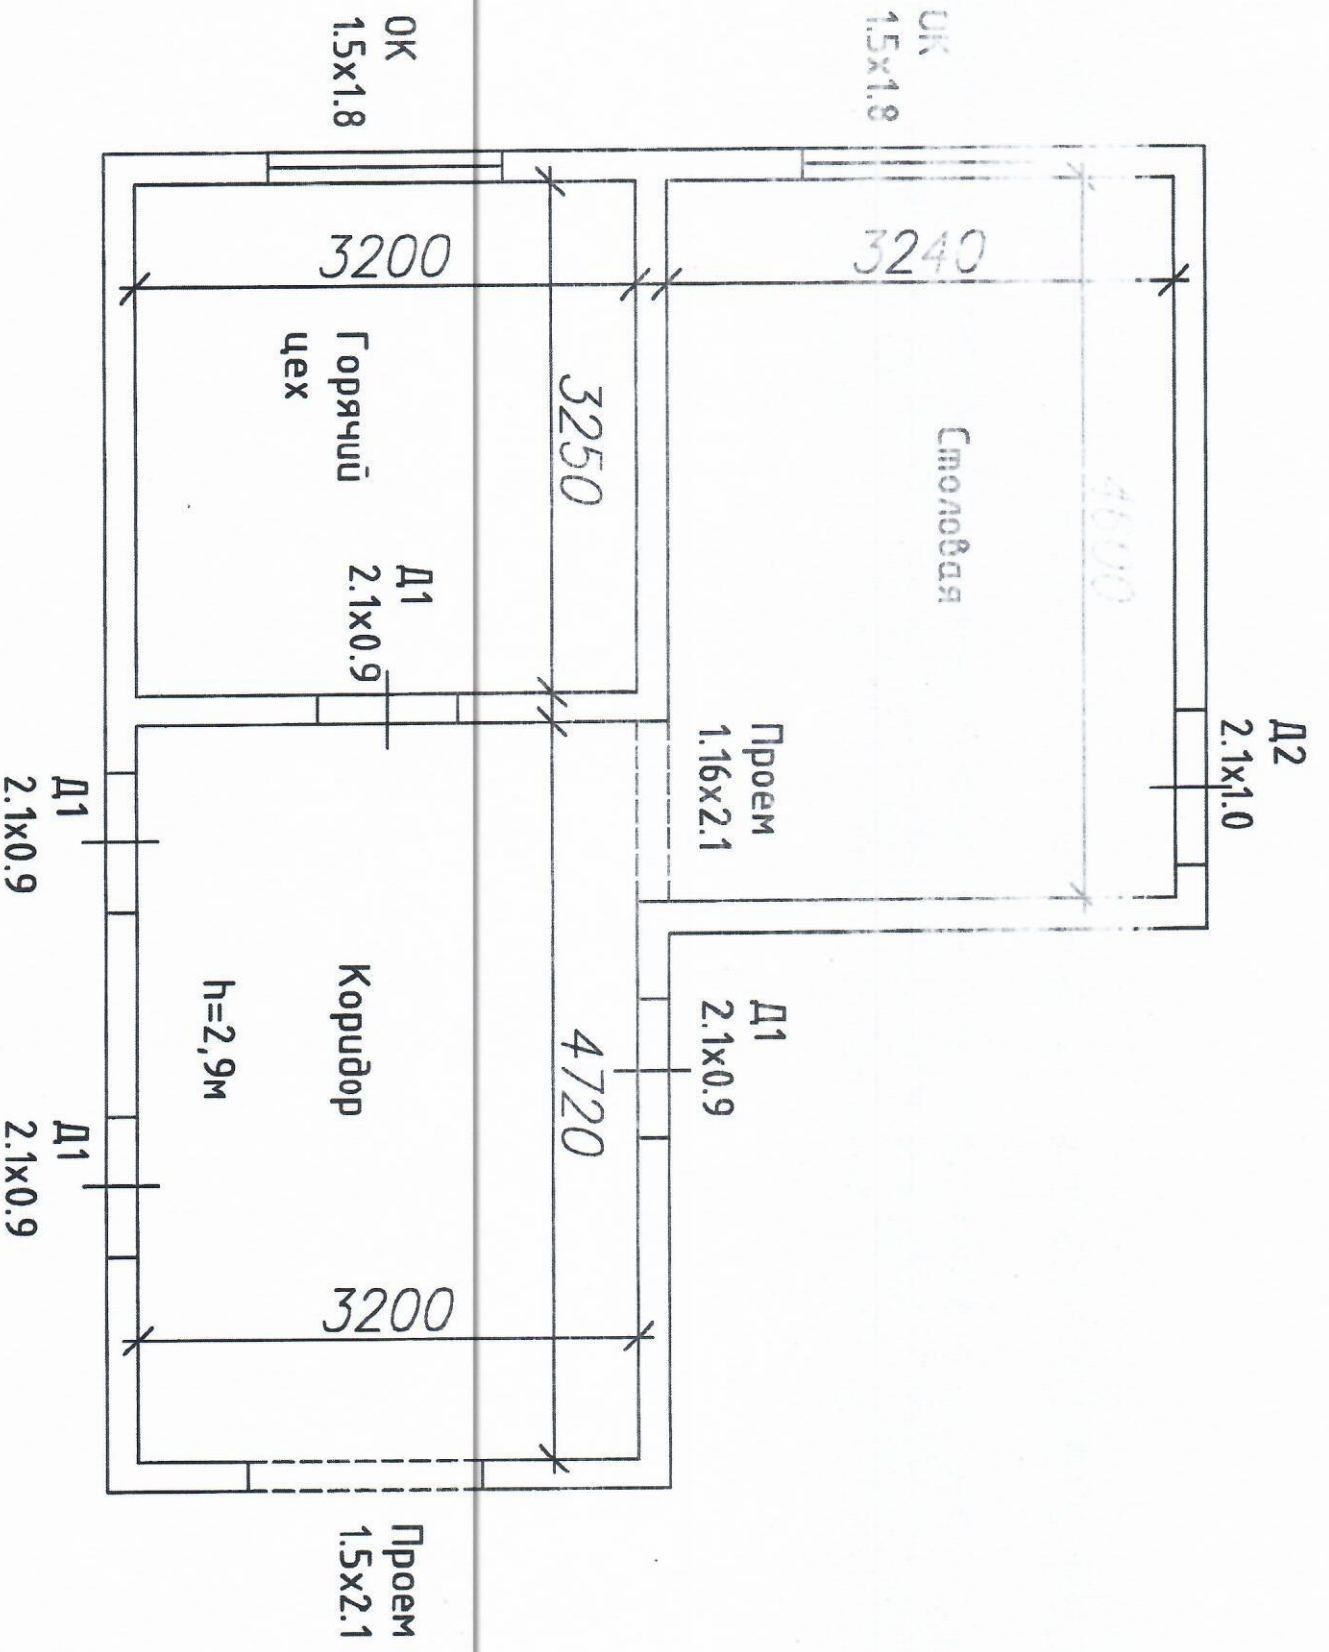 ОК
1.5х1.8
ОК
1.5х1.8
3200
3240
Горячий
цех
3250
Столовая
4600
Д1
2.1х0.9
Проем
1.16х2.1
Д2
2.1х1.0
Д1
2.1х0.9
Коридор
h=2,9м
4720
Д1
2.1х0.9
Д1
2.1х0.9
3200
Проем
1.5х2.1